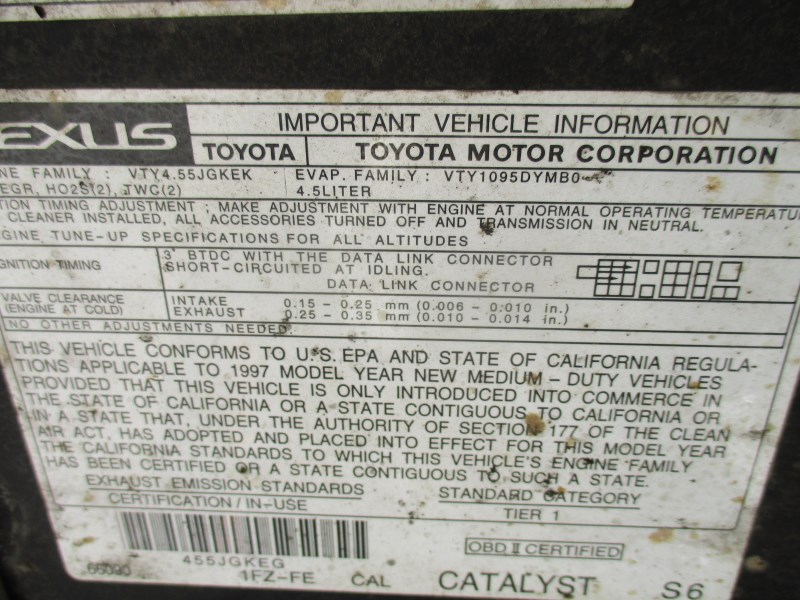 EXUS IMPORTANT VEHICLE INFORMATION
TOYOTA TOYOTA MOTOR CORPORATION
NE FAMILY : VTY4.55JGKEK EVAP. FAMILY : VTY1095DYMB0
EGR, HO2S(2), TWC(2) 4.5LITER
TION TIMING ADJUSTMENT : MAKE ADJUSTMENT WITH ENGINE AT NORMAL OPERATING TEMPERATU
CLEANER INSTALLED, ALL ACCESSORIES TURNED OFF AND TRANSMISSION IN NEUTRAL.
GINE TUNE-UP SPECIFICATIONS FOR ALL ALTITUDES
GNITION TIMING 3° BTDC WITH THE DATA LINK CONNECTOR
SHORT-CIRCUITED AT IDLING.
DATA LINK CONNECTOR
VALVE CLEARANCE INTAKE 0.15 - 0.25 mm (0.006 - 0.010 in.)
(ENGINE AT COLD) EXHAUST 0.25 - 0.35 mm (0.010 - 0.014 in.)
NO OTHER ADJUSTMENTS NEEDED.
THIS VEHICLE CONFORMS TO U.S. EPA AND STATE OF CALIFORNIA REGULA-
TIONS APPLICABLE TO 1997 MODEL YEAR NEW MEDIUM - DUTY VEHICLES
PROVIDED THAT THIS VEHICLE IS ONLY INTRODUCED INTO COMMERCE IN
THE STATE OF CALIFORNIA OR A STATE CONTIGUOUS TO CALIFORNIA OR
IN A STATE THAT, UNDER THE AUTHORITY OF SECTION 177 OF THE CLEAN
AIR ACT, HAS ADOPTED AND PLACED INTO EFFECT FOR THIS MODEL YEAR
THE CALIFORNIA STANDARDS TO WHICH THIS VEHICLE'S ENGINE FAMILY
HAS BEEN CERTIFIED OR A STATE CONTIGUOUS TO SUCH A STATE.
EXHAUST EMISSION STANDARDS STANDARD CATEGORY
CERTIFICATION / IN-USE TIER 1
455JGKEG OBD II CERTIFIED
66090 1FZ-FE CAL CATALYST S6